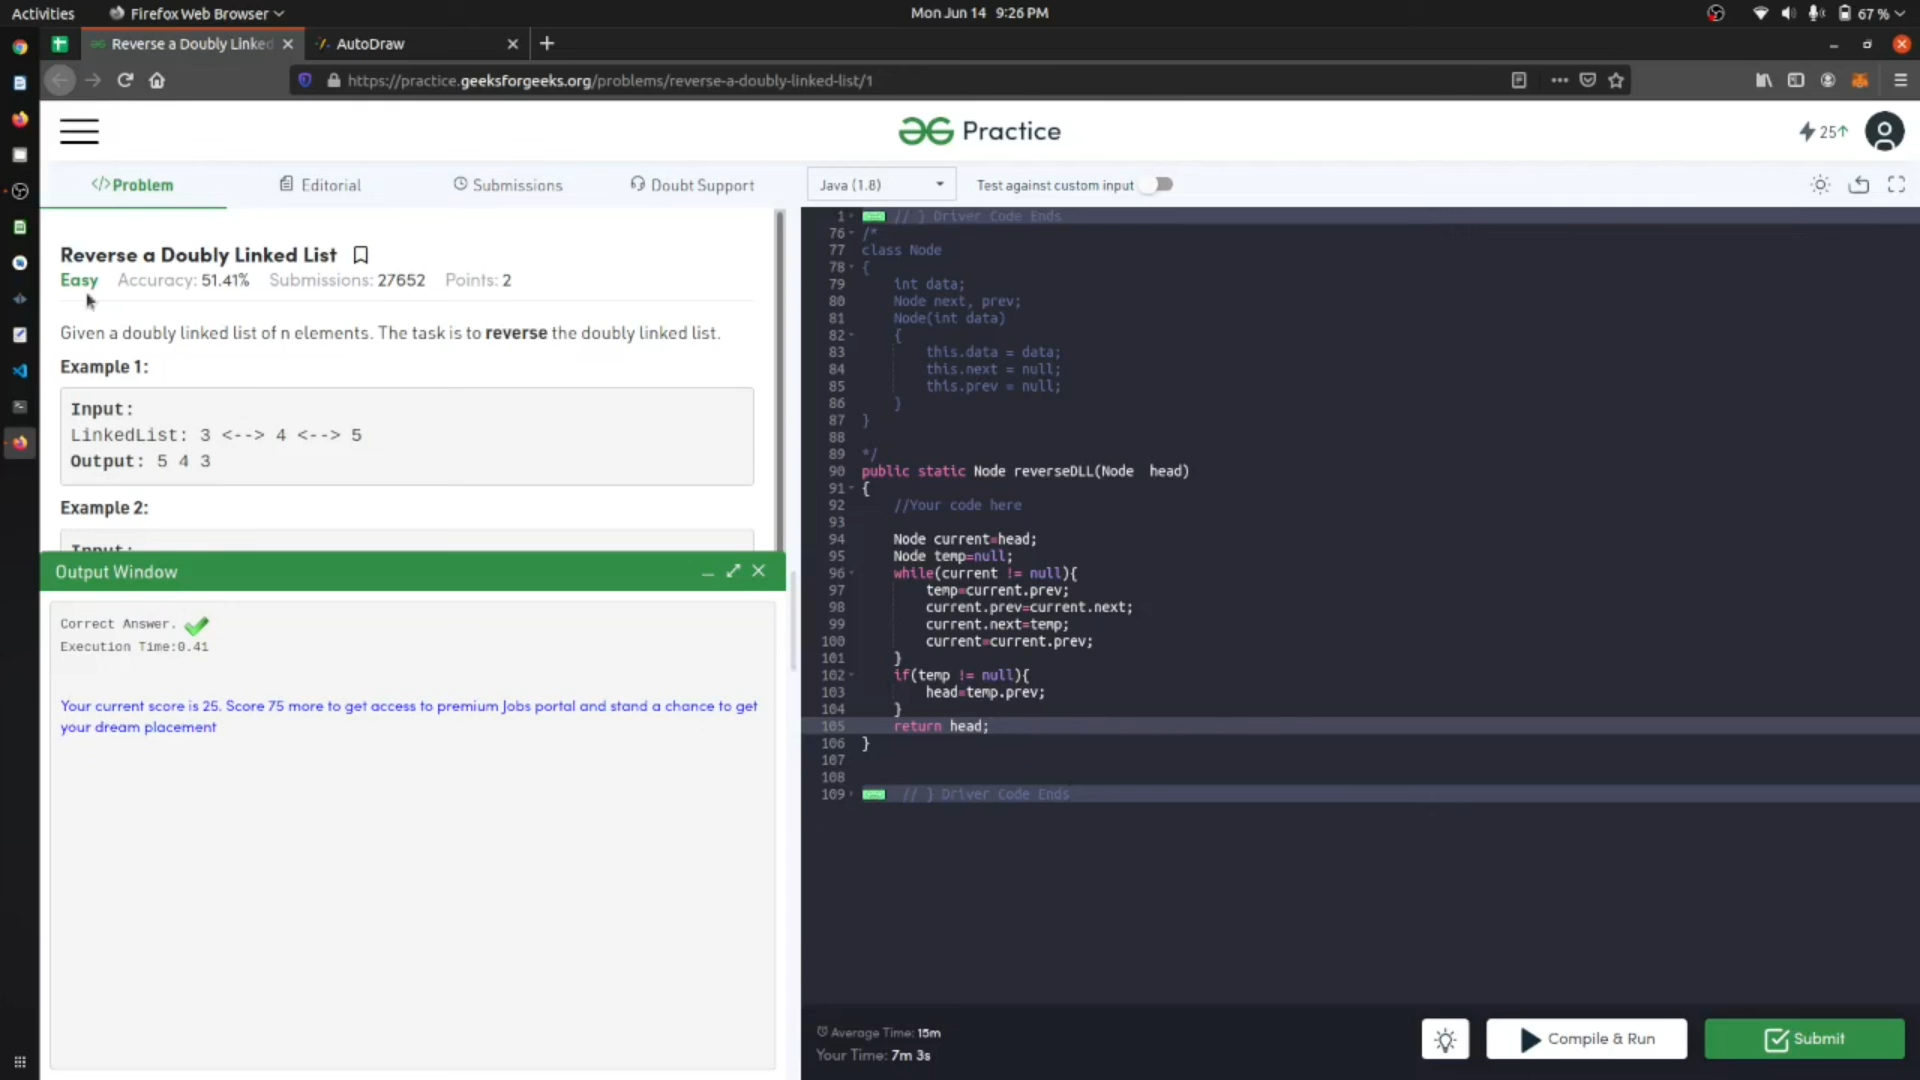 Activities
Firefox Web Browser
Mon Jun 14 9:26 PM
67 %
Reverse a Doubly Linked
AutoDraw
https://practice.geeksforgeeks.org/problems/reverse-a-doubly-linked-list/1
Practice
25
</>Problem
Editorial
Submissions
Doubt Support
Java (1.8)
Test against custom input
Reverse a Doubly Linked List
Easy Accuracy: 51.41% Submissions: 27652 Points: 2
Given a doubly linked list of n elements. The task is to reverse the doubly linked list.
Example 1:
Input:
LinkedList: 3 <--> 4 <--> 5
Output: 5 4 3
Example 2:
Input:
Output Window
Correct Answer.
Execution Time:0.41
Your current score is 25. Score 75 more to get access to premium Jobs portal and stand a chance to get
your dream placement
1 // } Driver Code Ends
76 /*
77 class Node
78 {
79 int data;
80 Node next, prev;
81 Node(int data)
82 {
83 this.data = data;
84 this.next = null;
85 this.prev = null;
86 }
87 }
88
89 */
90 public static Node reverseDLL(Node  head)
91 {
92 //Your code here
93
94 Node current=head;
95 Node temp=null;
96 while(current != null){
97 temp=current.prev;
98 current.prev=current.next;
99 current.next=temp;
100 current=current.prev;
101 }
102 if(temp != null){
103 head=temp.prev;
104 }
105 return head;
106 }
107
108
109 // } Driver Code Ends
Average Time: 15m
Your Time: 7m 3s
Compile & Run
Submit